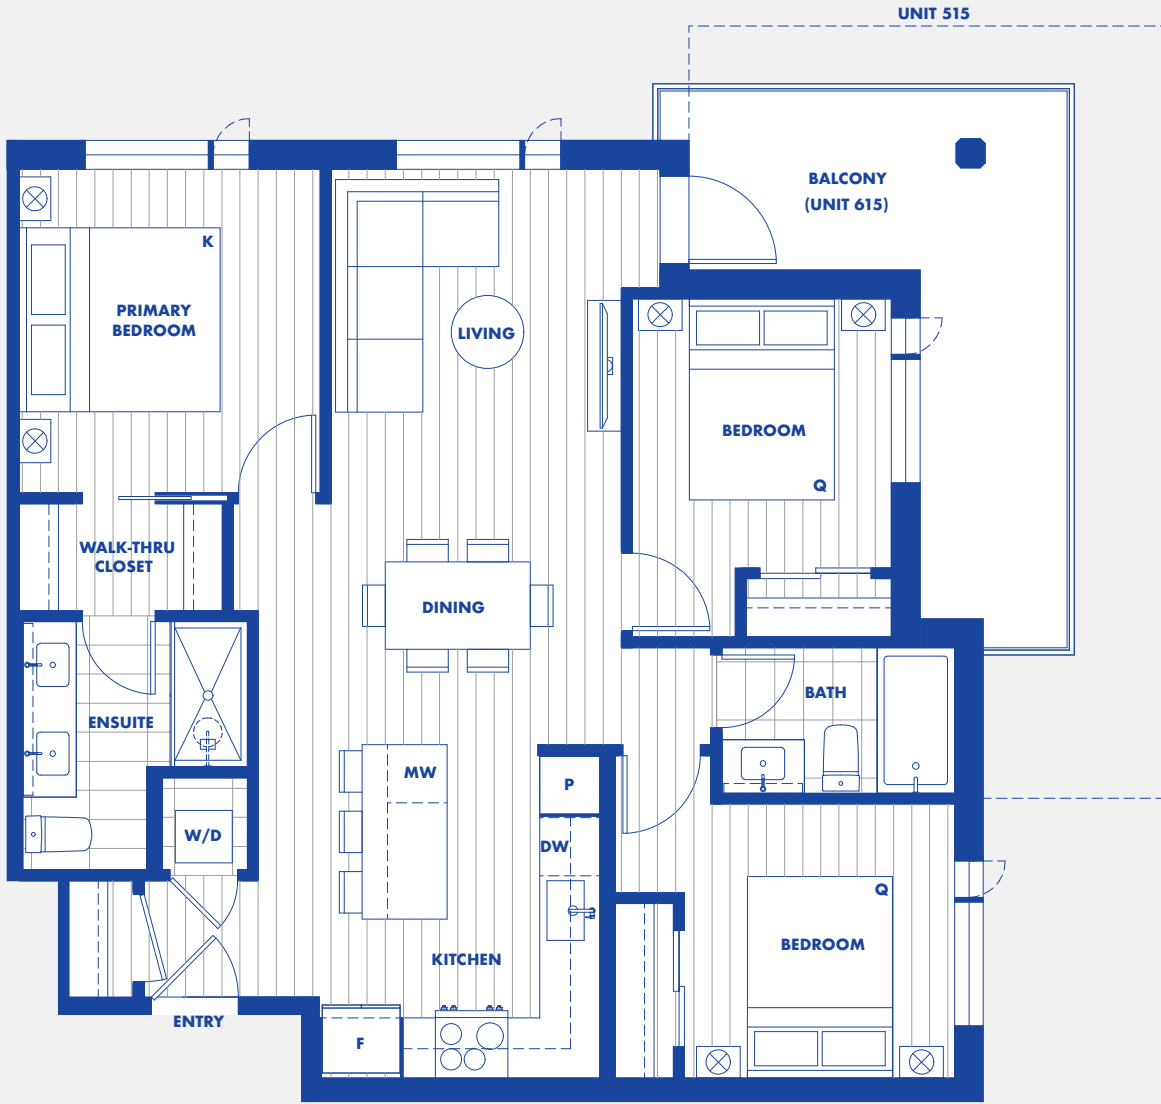 UNIT 515
BALCONY
(UNIT 615)
K
PRIMARY
BEDROOM
LIVING
BEDROOM
Q
WALK-THRU
CLOSET
DINING
BATH
ENSUITE
MW
P
W/D
DW
Q
BEDROOM
KITCHEN
ENTRY
F